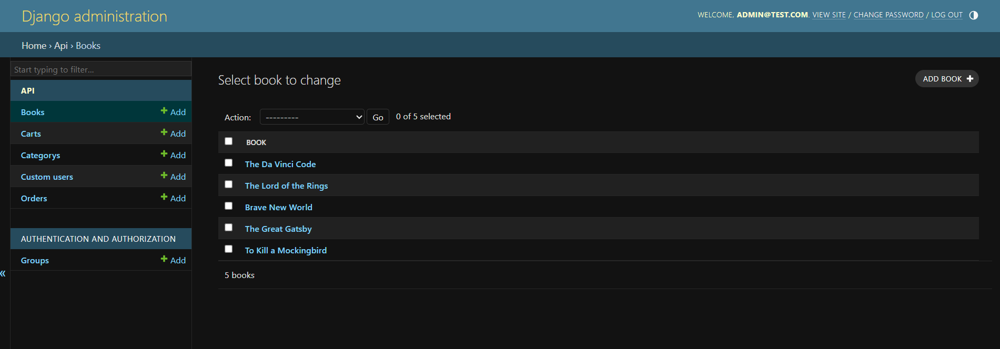 Django administration
WELCOME, ADMIN@TEST.COM. VIEW SITE / CHANGE PASSWORD / LOG OUT
Home › Api › Books
Start typing to filter...
API
Books + Add
Carts + Add
Categorys + Add
Custom users + Add
Orders + Add
AUTHENTICATION AND AUTHORIZATION
Groups + Add
«
Select book to change
ADD BOOK +
Action: --------- Go 0 of 5 selected
BOOK
The Da Vinci Code
The Lord of the Rings
Brave New World
The Great Gatsby
To Kill a Mockingbird
5 books